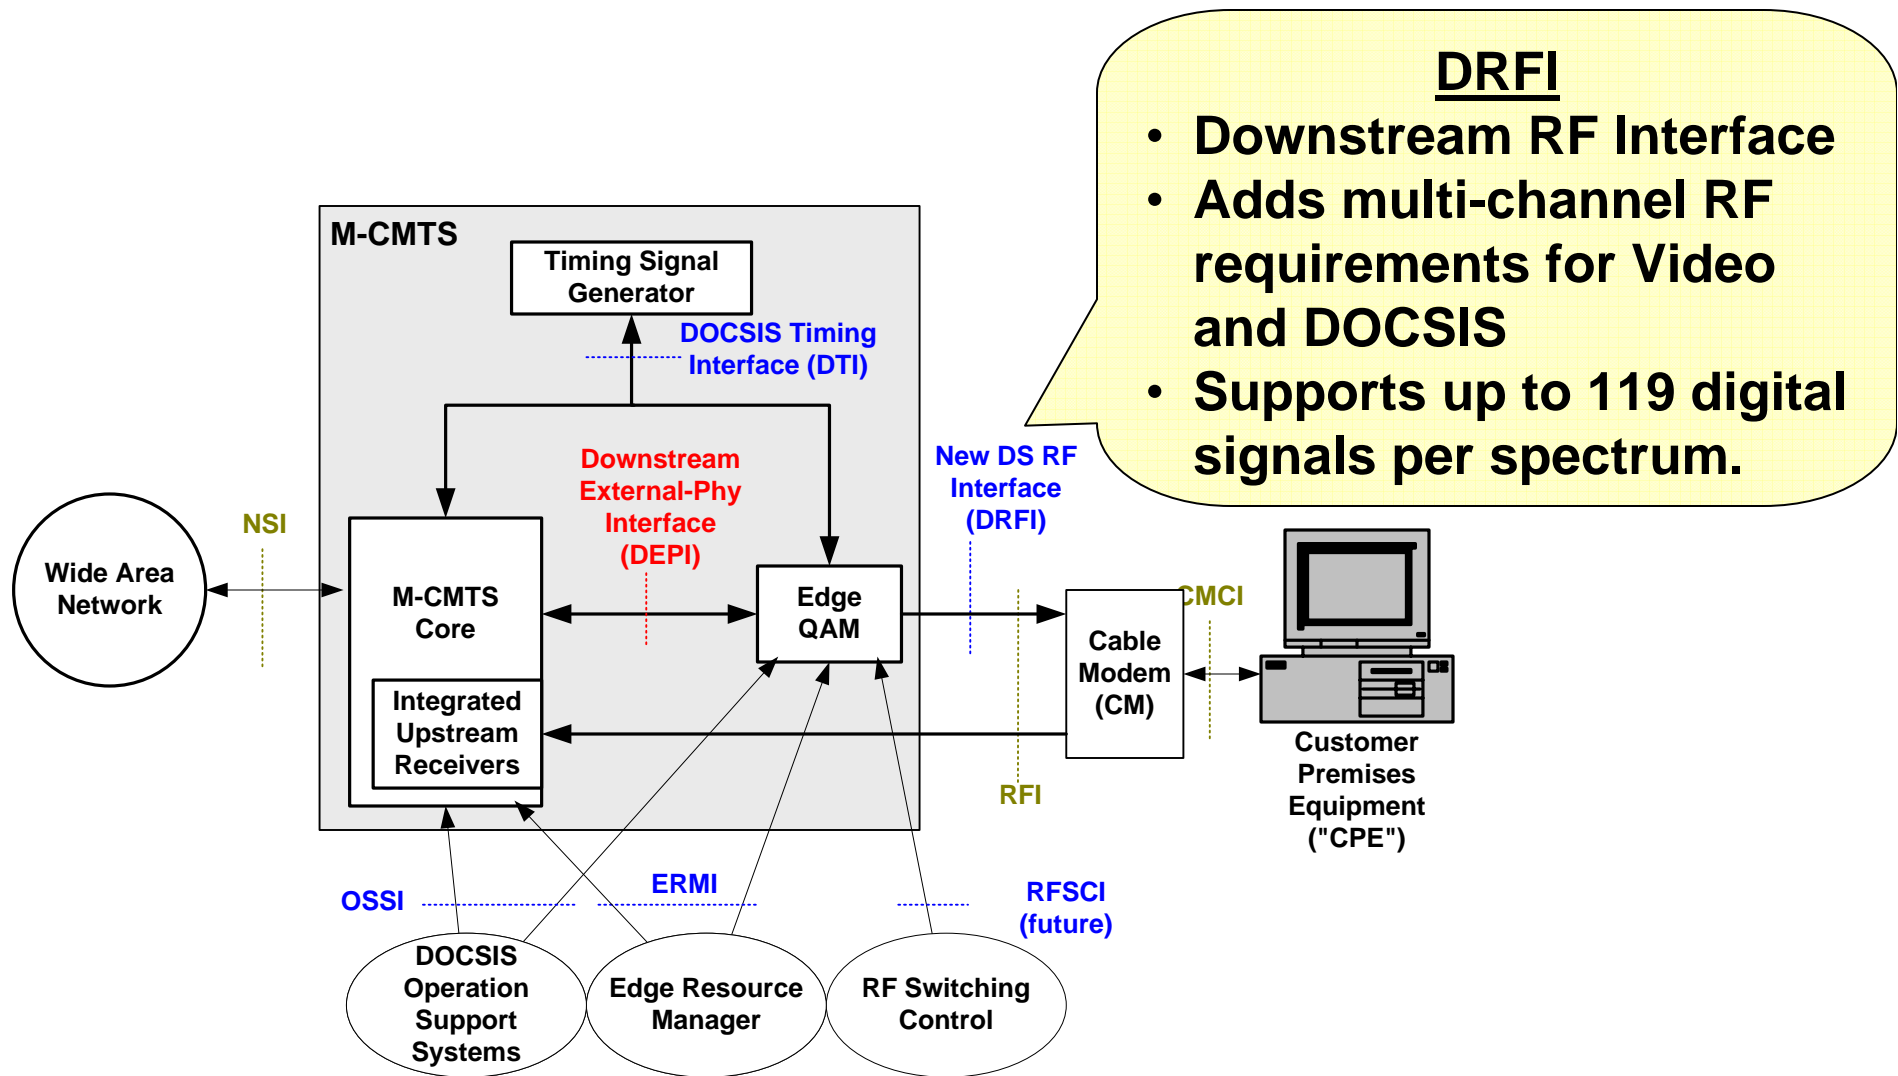 DRFI
• Downstream RF Interface
• Adds multi-channel RF
requirements for Video
and DOCSIS
• Supports up to 119 digital
signals per spectrum.
M-CMTS
Timing Signal
Generator
DOCSIS Timing
Interface (DTI)
Downstream
External-Phy
Interface
(DEPI)
New DS RF
Interface
(DRFI)
NSI
Wide Area
Network
M-CMTS
Core
Edge
QAM
CMCI
Cable
Modem
(CM)
Integrated
Upstream
Receivers
RFI
Customer
Premises
Equipment
("CPE")
OSSI
ERMI
RFSCI
(future)
DOCSIS
Operation
Support
Systems
Edge Resource
Manager
RF Switching
Control